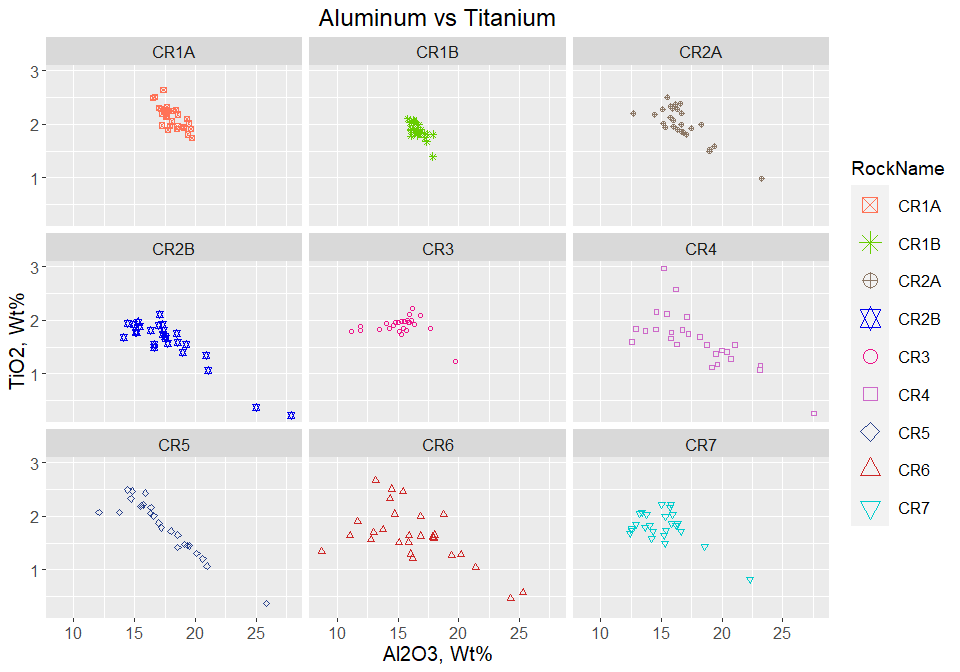 Aluminum vs Titanium
CR1A CR1B CR2A
3
2
1
CR2B CR3 CR4
3
2
1
CR5 CR6 CR7
3
2
1
10 15 20 25 10 15 20 25 10 15 20 25
Al2O3, Wt%
TiO2, Wt%
RockName
CR1A
CR1B
CR2A
CR2B
CR3
CR4
CR5
CR6
CR7